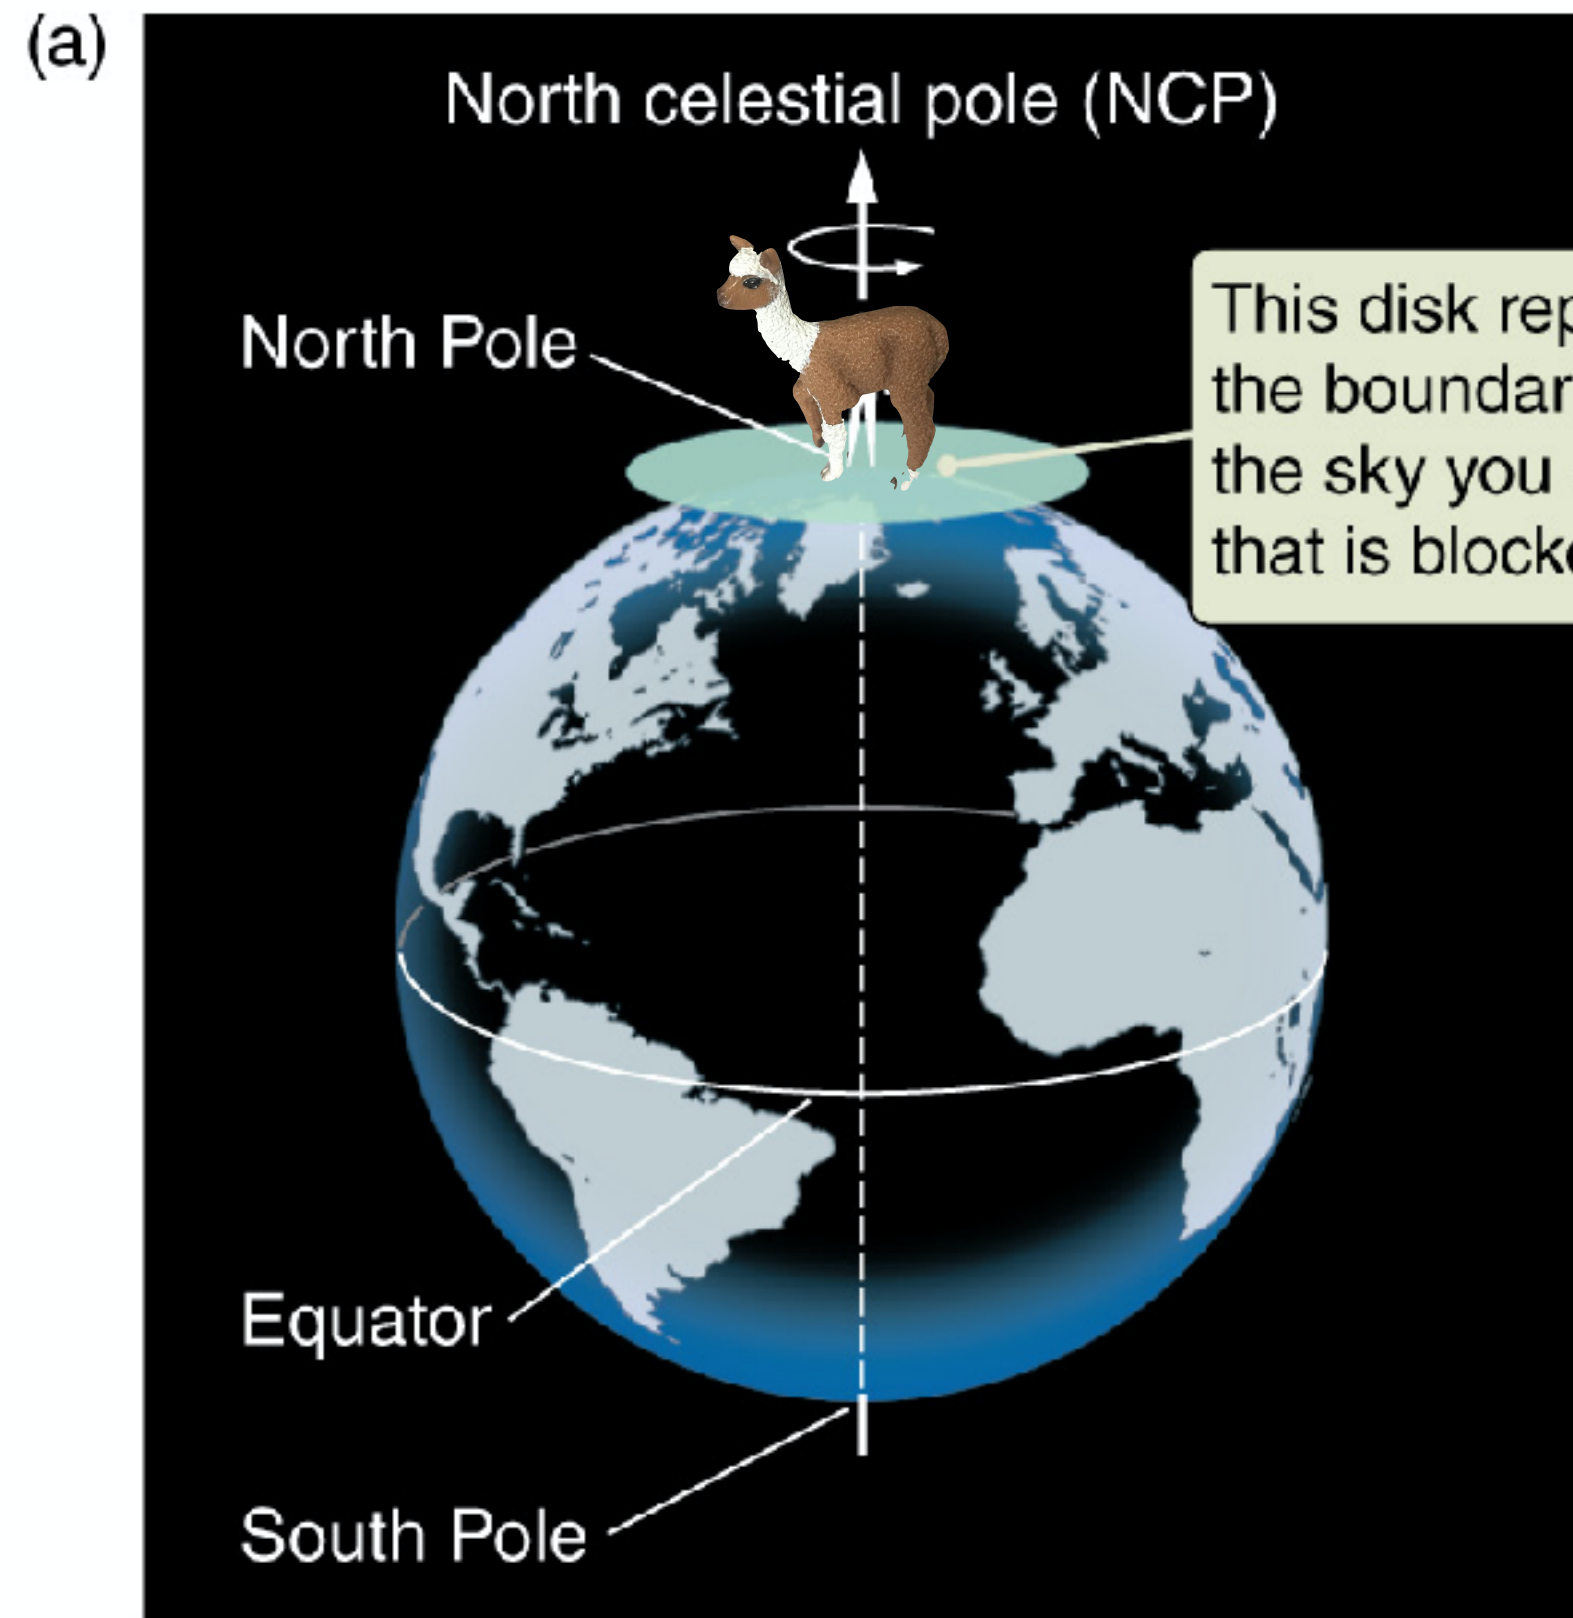 (a)
North celestial pole (NCP)
North Pole
This disk rep
the boundar
the sky you
that is blocke
Equator
South Pole